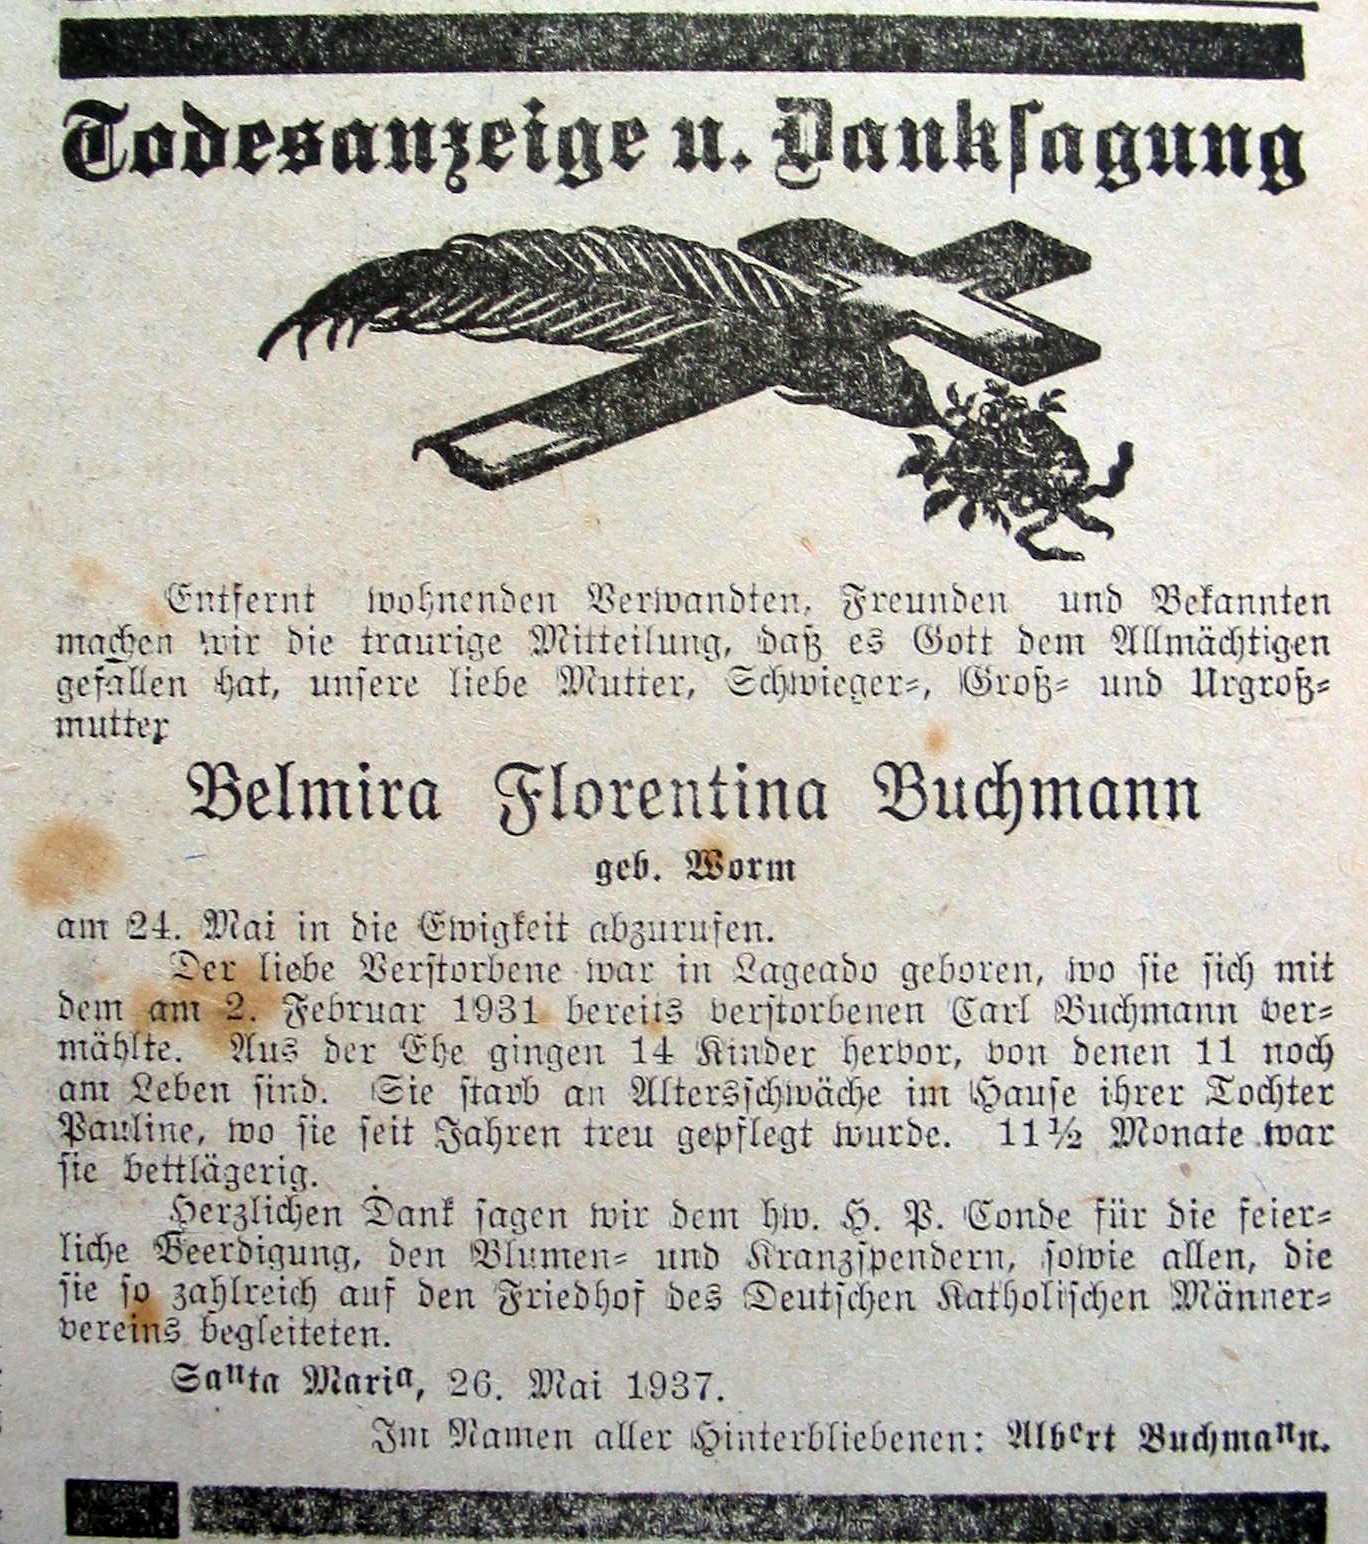 Todesanzeige u. Danksagung
Entfernt wohnenden Verwandten, Freunden und Bekannten
machen wir die traurige Mitteilung, daß es Gott dem Allmächtigen
gefallen hat, unsere liebe Mutter, Schwieger-, Groß- und Urgroß-
mutter
Belmira Florentina Buchmann
geb. Worm
am 24. Mai in die Ewigkeit abzurufen.
Der liebe Verstorbene war in Lageado geboren, wo sie sich mit
dem am 2. Februar 1931 bereits verstorbenen Carl Buchmann ver-
mählte. Aus der Ehe gingen 14 Kinder hervor, von denen 11 noch
am Leben sind. Sie starb an Altersschwäche im Hause ihrer Tochter
Pauline, wo sie seit Jahren treu gepflegt wurde. 11½ Monate war
sie bettlägerig.
Herzlichen Dank sagen wir dem hw. H. P. Conde für die feier-
liche Beerdigung, den Blumen- und Kranzspendern, sowie allen, die
sie so zahlreich auf den Friedhof des Deutschen Katholischen Männer-
vereins begleiteten.
Santa Maria, 26. Mai 1937.
Im Namen aller Hinterbliebenen: Albert Buchmann.